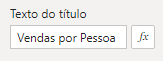 Texto do título
Vendas por Pessoa
fx